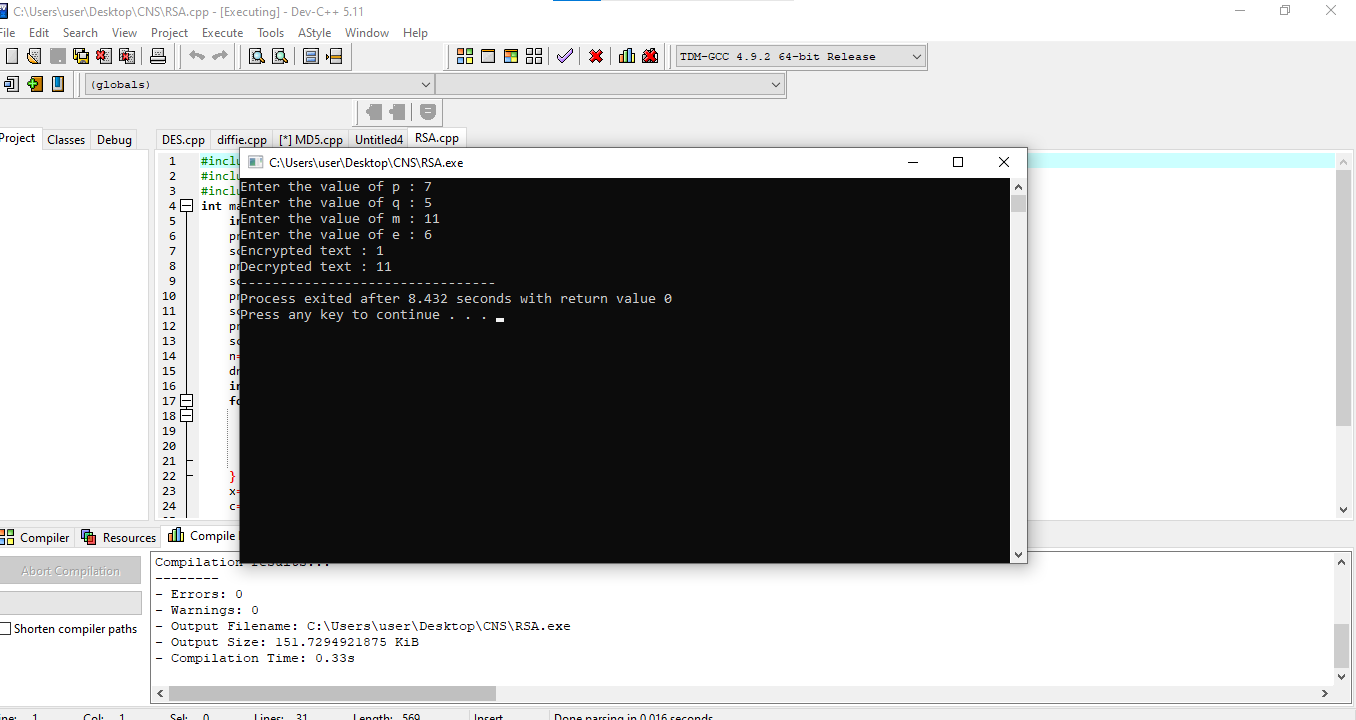 C:\Users\user\Desktop\CNS\RSA.cpp - [Executing] - Dev-C++ 5.11
File Edit Search View Project Execute Tools AStyle Window Help
TDM-GCC 4.9.2 64-bit Release
(globals)
Project Classes Debug
DES.cpp diffie.cpp [*] MD5.cpp Untitled4 RSA.cpp
C:\Users\user\Desktop\CNS\RSA.exe
1 #inclu
2 #inclu
3 #inclu
4 int ma
5 in
6 pr
7 sc
8 pr
9 sc
10 pr
11 sc
12 pr
13 sc
14 n=
15
16 in
17 fo
18
19
20
21
22 }
23 x=
24 c=
Enter the value of p : 7
Enter the value of q : 5
Enter the value of m : 11
Enter the value of e : 6
Encrypted text : 1
Decrypted text : 11
--------------------------------
Process exited after 8.432 seconds with return value 0
Press any key to continue . . .
Compiler Resources Compile
Abort Compilation
Shorten compiler paths
Compilation results...
--------
- Errors: 0
- Warnings: 0
- Output Filename: C:\Users\user\Desktop\CNS\RSA.exe
- Output Size: 151.7294921875 KiB
- Compilation Time: 0.33s
Line: 1 Col: 1 Sel: 0 Lines: 31 Length: 569 Insert Done parsing in 0.016 seconds